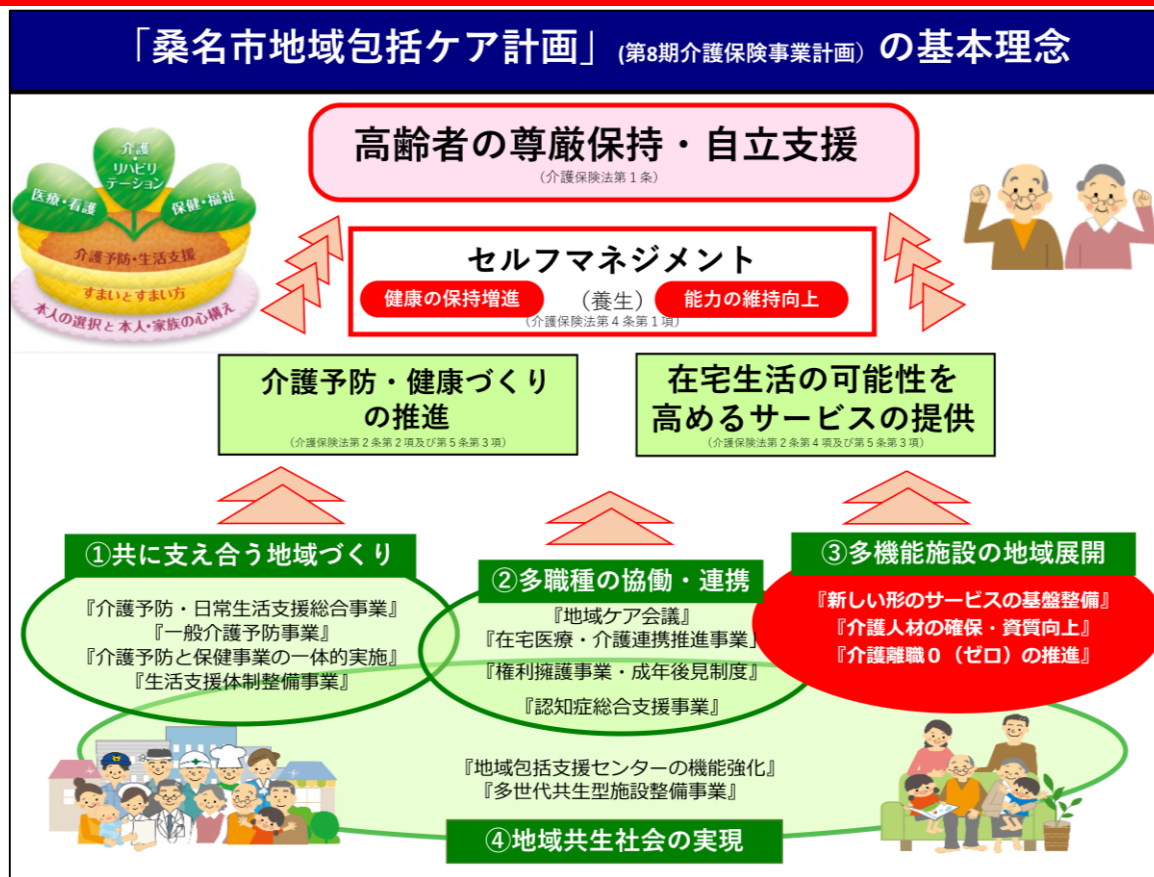 「桑名市地域包括ケア計画」(第8期介護保険事業計画)の基本理念
高齢者の尊厳保持・自立支援
(介護保険法第1条)
介護
・
リハビリ
テーション
医療・看護
保健・福祉
介護予防・生活支援
すまいとすまい方
本人の選択と本人・家族の心構え
セルフマネジメント
健康の保持増進
(養生)
能力の維持向上
(介護保険法第4条第1項)
介護予防・健康づくり
の推進
(介護保険法第2条第2項及び第5条第3項)
在宅生活の可能性を
高めるサービスの提供
(介護保険法第2条第4項及び第5条第3項)
①共に支え合う地域づくり
『介護予防・日常生活支援総合事業』
『一般介護予防事業』
『介護予防と保健事業の一体的実施』
『生活支援体制整備事業』
②多職種の協働・連携
『地域ケア会議』
『在宅医療・介護連携推進事業』
『権利擁護事業・成年後見制度』
『認知症総合支援事業』
③多機能施設の地域展開
『新しい形のサービスの基盤整備』
『介護人材の確保・資質向上』
『介護離職0(ゼロ)の推進』
『地域包括支援センターの機能強化』
『多世代共生型施設整備事業』
④地域共生社会の実現